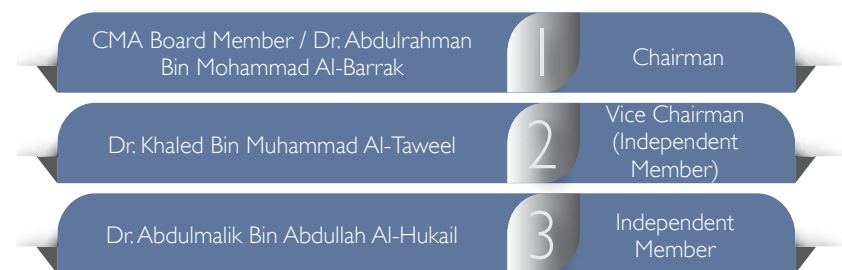 CMA Board Member / Dr. Abdulrahman
Bin Mohammad Al-Barrak
1
Chairman
Dr. Khaled Bin Muhammad Al-Taweel
2
Vice Chairman
(Independent
Member)
Dr. Abdulmalik Bin Abdullah Al-Hukail
3
Independent
Member